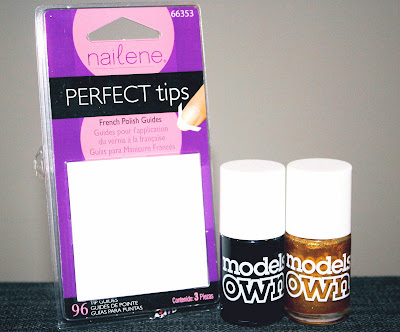 66353
nailene®
PERFECT tips
French Polish Guides
Guides pour l'application
du vernis à la française
Guías para Manicure Francés
96 TIP GUIDES
GUIDES DE POINTE
GUÍAS PARA PUNTAS
Contenido: 3 Piezas
models
own
models
own